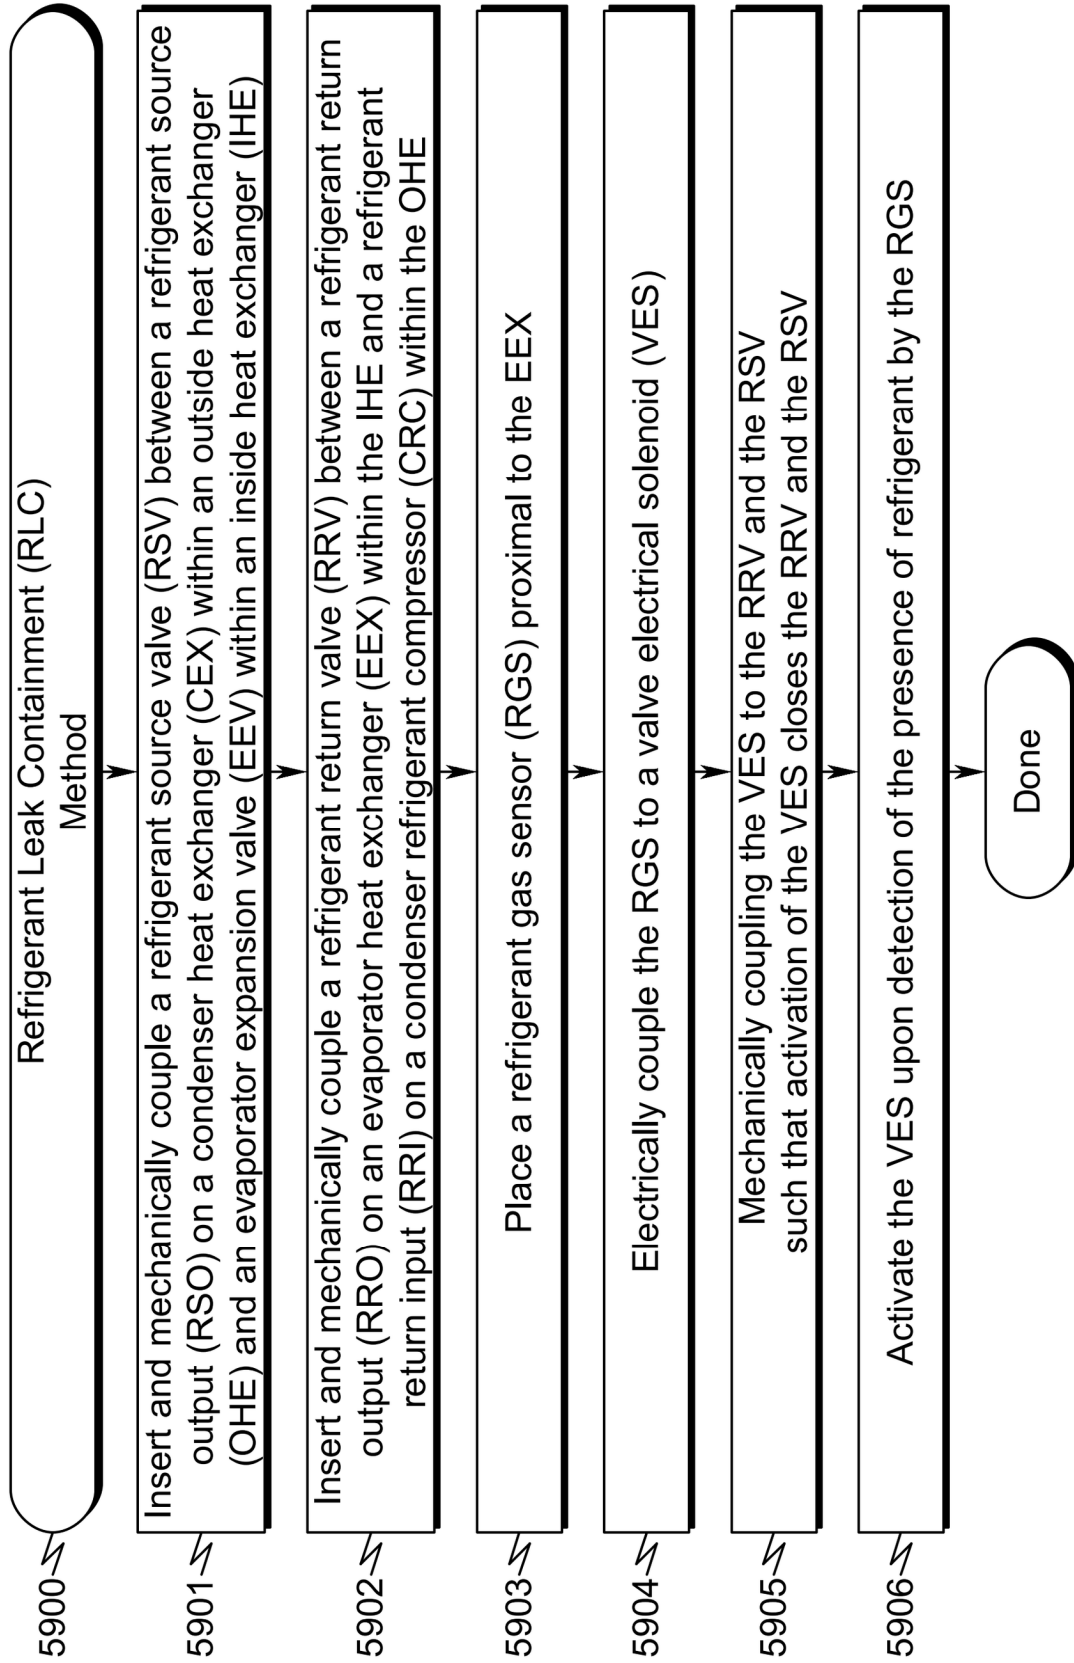 5900
Refrigerant Leak Containment (RLC)
Method
5901
Insert and mechanically couple a refrigerant source valve (RSV) between a refrigerant source
output (RSO) on a condenser heat exchanger (CEX) within an outside heat exchanger
(OHE) and an evaporator expansion valve (EEV) within an inside heat exchanger (IHE)
5902
Insert and mechanically couple a refrigerant return valve (RRV) between a refrigerant return
output (RRO) on an evaporator heat exchanger (EEX) within the IHE and a refrigerant
return input (RRI) on a condenser refrigerant compressor (CRC) within the OHE
5903
Place a refrigerant gas sensor (RGS) proximal to the EEX
5904
Electrically couple the RGS to a valve electrical solenoid (VES)
5905
Mechanically coupling the VES to the RRV and the RSV
such that activation of the VES closes the RRV and the RSV
5906
Activate the VES upon detection of the presence of refrigerant by the RGS
Done